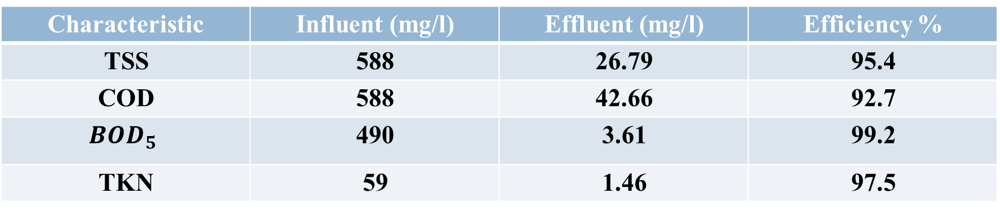 Characteristic Influent (mg/l) Effluent (mg/l) Efficiency %
TSS 588 26.79 95.4
COD 588 42.66 92.7
BOD5 490 3.61 99.2
TKN 59 1.46 97.5